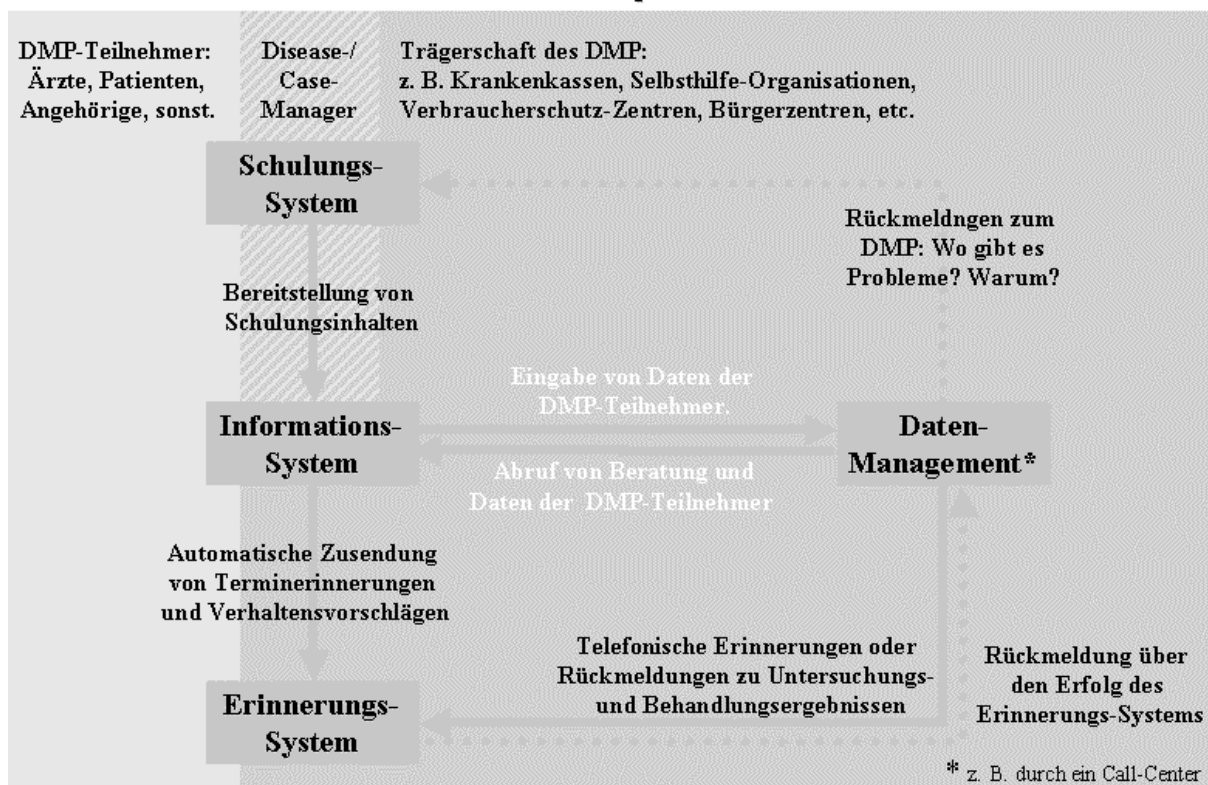 DMP-Teilnehmer:
Ärzte, Patienten,
Angehörige, sonst.
Disease-/
Case-
Manager
Trägerschaft des DMP:
z. B. Krankenkassen, Selbsthilfe-Organisationen,
Verbraucherschutz-Zentren, Bürgerzentren, etc.
Schulungs-
System
Rückmeldngen zum
DMP: Wo gibt es
Probleme? Warum?
Bereitstellung von
Schulungsinhalten
Eingabe von Daten der
DMP-Teilnehmer.
Informations-
System
Daten-
Management*
Abruf von Beratung und
Daten der DMP-Teilnehmer
Automatische Zusendung
von Terminerinnerungen
und Verhaltensvorschlägen
Telefonische Erinnerungen oder
Rückmeldungen zu Untersuchungs-
und Behandlungsergebnissen
Rückmeldung über
den Erfolg des
Erinnerungs-Systems
Erinnerungs-
System
* z. B. durch ein Call-Center